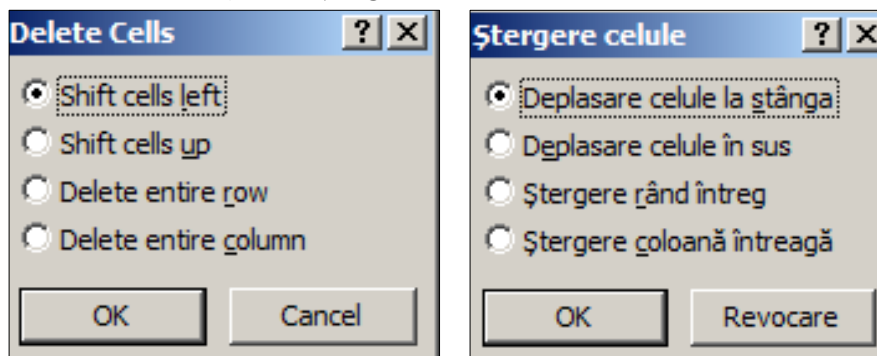 Delete Cells
Shift cells left
Shift cells up
Delete entire row
Delete entire column
OK Cancel
Ștergere celule
Deplasare celule la stânga
Deplasare celule în sus
Ștergere rând întreg
Ștergere coloană întreagă
OK Revocare